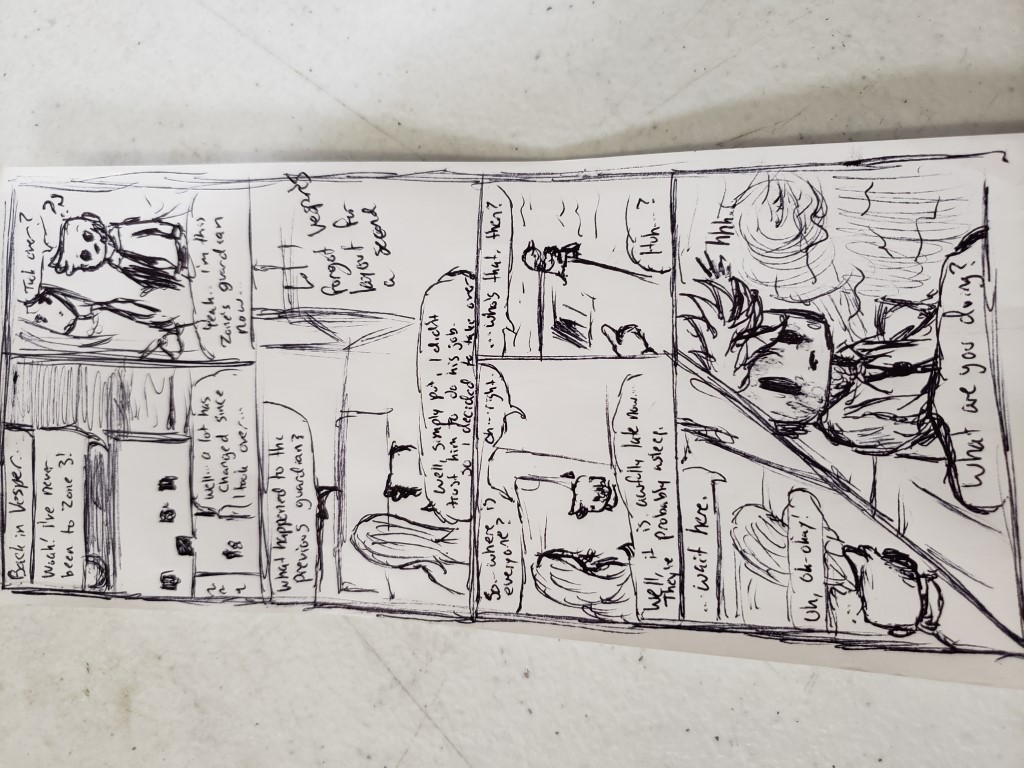 Back in Vesper...
Woah! I've never
been to Zone 3!
Well... a lot has
changed since
I took over...
Took over?
Yeah... I'm this
Zone's guardian
now...
What happened to the
previous guardian?
Lol I
forgot Vesper's
layout for
a second
Well, simply put, I didn't
trust him to do his job.
So I decided to take over
So... where is
everyone?
Oh... right.
Well, it is awfully late now...
They're probably asleep.
...who's that, then?
Huh...?
...wait here.
Uh, ok-okay!
hhh...
What are you doing?